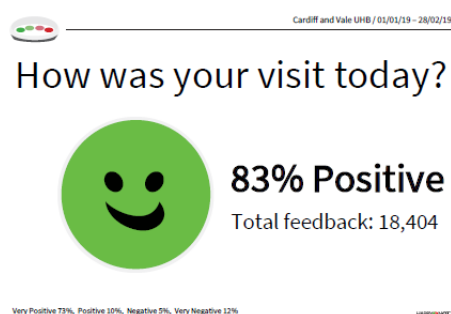 Cardiff and Vale UHB / 01/01/19 – 28/02/19
How was your visit today?
83% Positive
Total feedback: 18,404
Very Positive 73%, Positive 10%, Negative 5%, Very Negative 12%